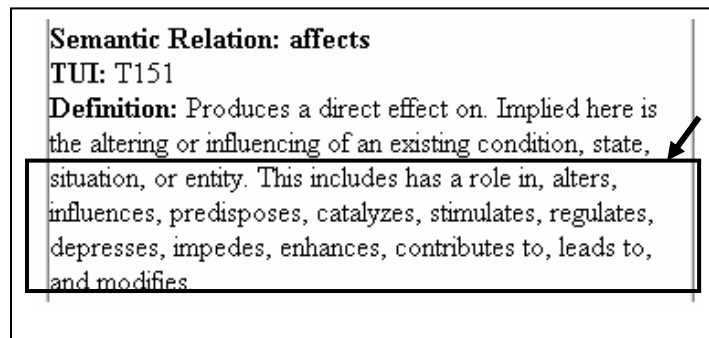 Semantic Relation: affects
TUI: T151
Definition: Produces a direct effect on. Implied here is
the altering or influencing of an existing condition, state,
situation, or entity. This includes has a role in, alters,
influences, predisposes, catalyzes, stimulates, regulates,
depresses, impedes, enhances, contributes to, leads to,
and modifies.